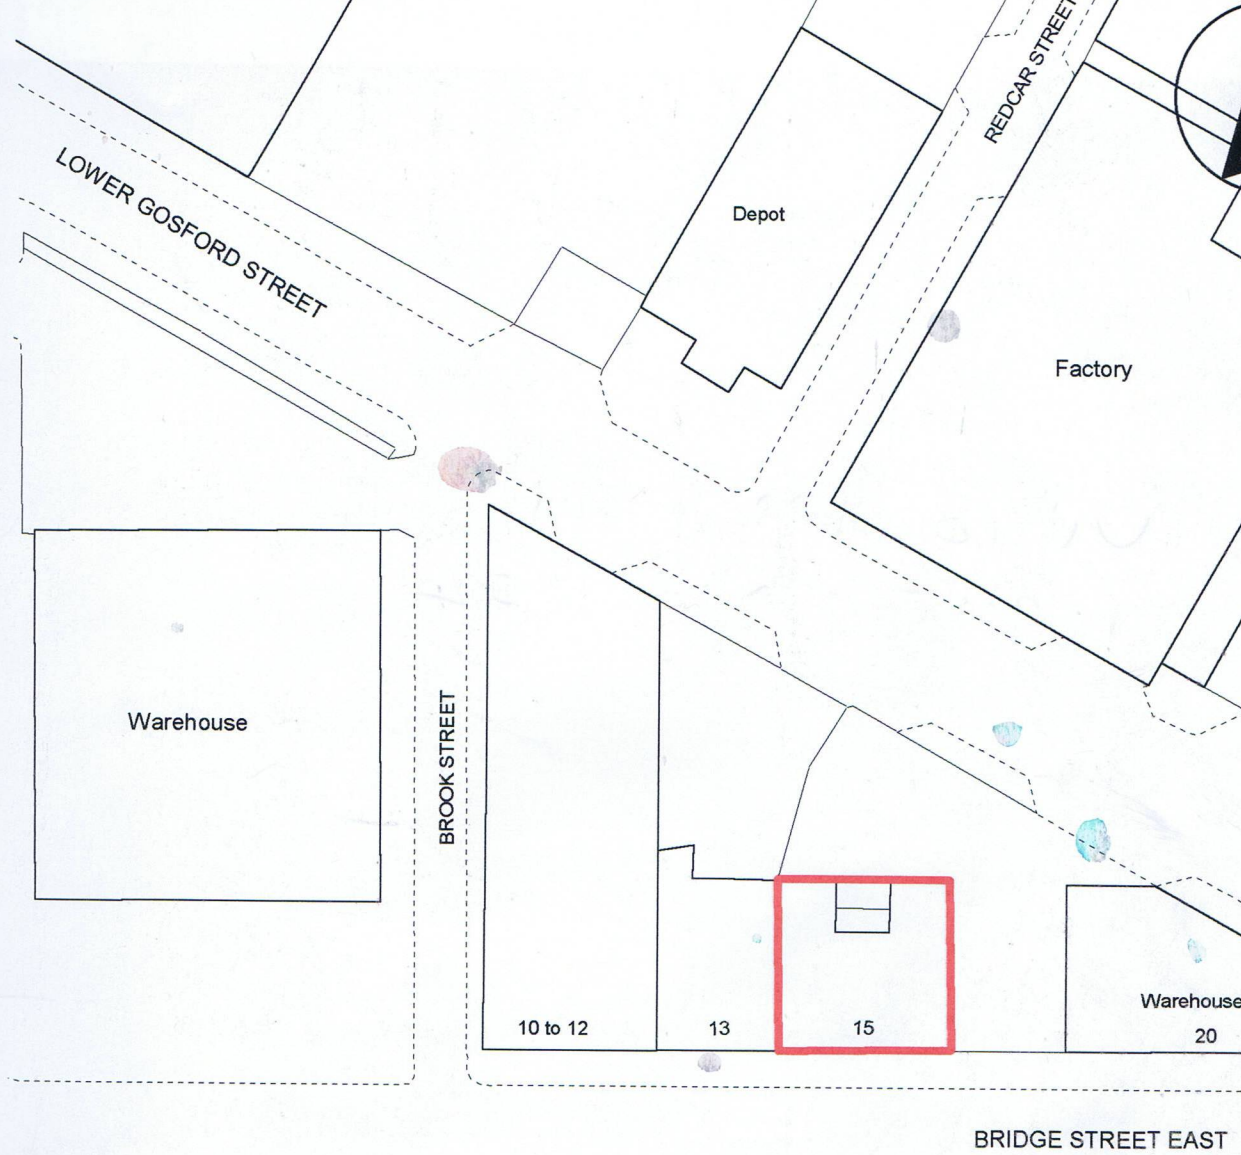 REDCAR STREET
LOWER GOSFORD STREET
Depot
Factory
Warehouse
BROOK STREET
10 to 12
13
15
Warehouse
20
BRIDGE STREET EAST